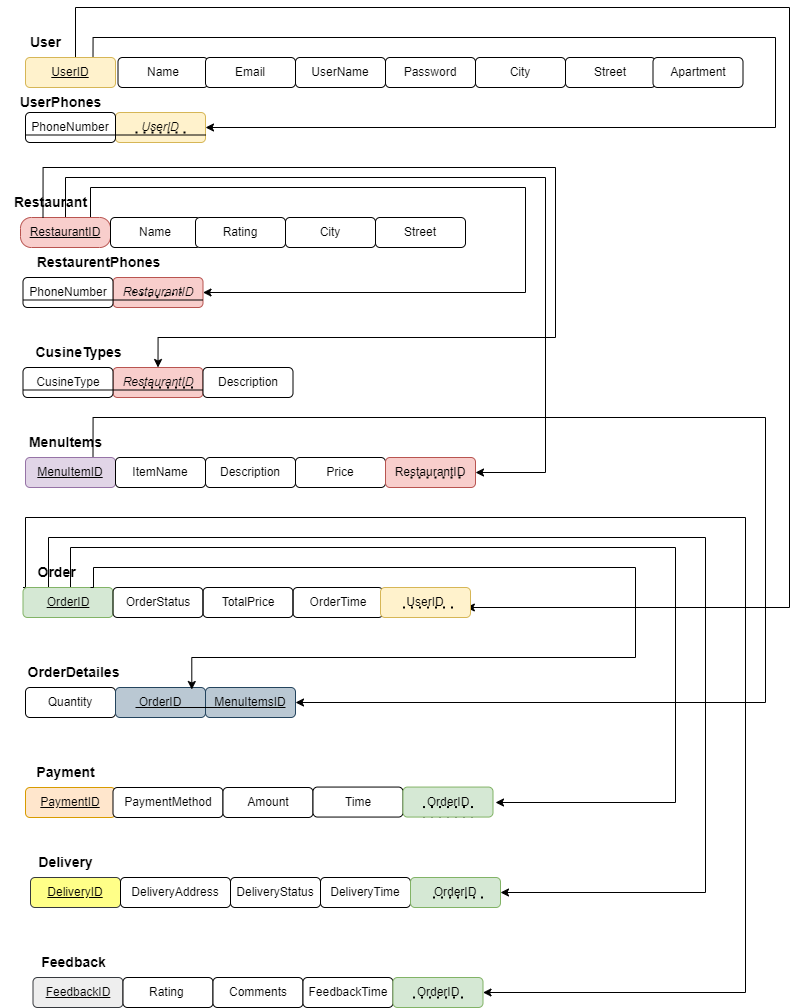 User
UserID Name Email UserName Password City Street Apartment
UserPhones
PhoneNumber UserID
Restaurant
RestaurantID Name Rating City Street
RestaurentPhones
PhoneNumber RestaurantID
CusineTypes
CusineType RestaurantID Description
MenuItems
MenuItemID ItemName Description Price RestaurantID
Order
OrderID OrderStatus TotalPrice OrderTime UserID
OrderDetailes
Quantity OrderID MenuItemsID
Payment
PaymentID PaymentMethod Amount Time OrderID
Delivery
DeliveryID DeliveryAddress DeliveryStatus DeliveryTime OrderID
Feedback
FeedbackID Rating Comments FeedbackTime OrderID